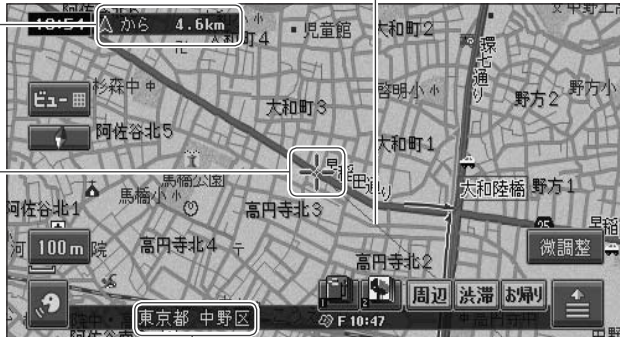 10:54
から 4.6km
大和町4
児童館
大和町2
環七通り
ビュー
杉森中
大和町3
啓明小
野方2
野方小
阿佐谷北5
大和町1
馬橋公園
早稲田通り
大和陸橋
野方1
馬橋小
阿佐谷北1
高円寺北3
25
100m
高円寺北4
高円寺北2
微調整
1
2
周辺
渋滞
お帰り
東京都 中野区
F 10:47